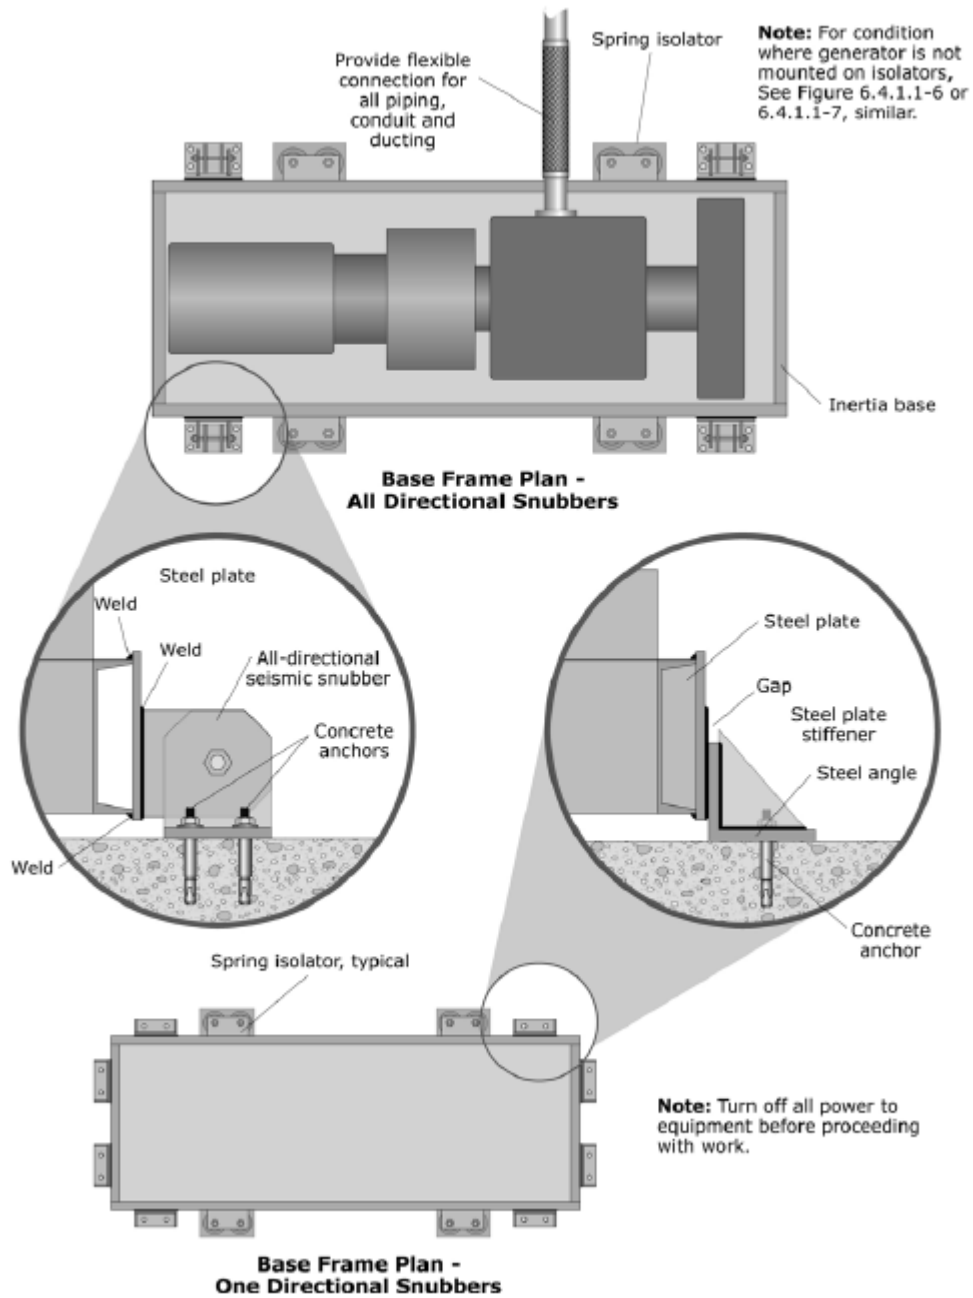 Provide flexible
connection for
all piping,
conduit and
ducting
Spring isolator
Note: For condition
where generator is not
mounted on isolators,
See Figure 6.4.1.1-6 or
6.4.1.1-7, similar.
Inertia base
Base Frame Plan -
All Directional Snubbers
Steel plate
Weld
Weld
All-directional
seismic snubber
Concrete
anchors
Weld
Steel plate
Gap
Steel plate
stiffener
Steel angle
Concrete
anchor
Spring isolator, typical
Note: Turn off all power to
equipment before proceeding
with work.
Base Frame Plan -
One Directional Snubbers